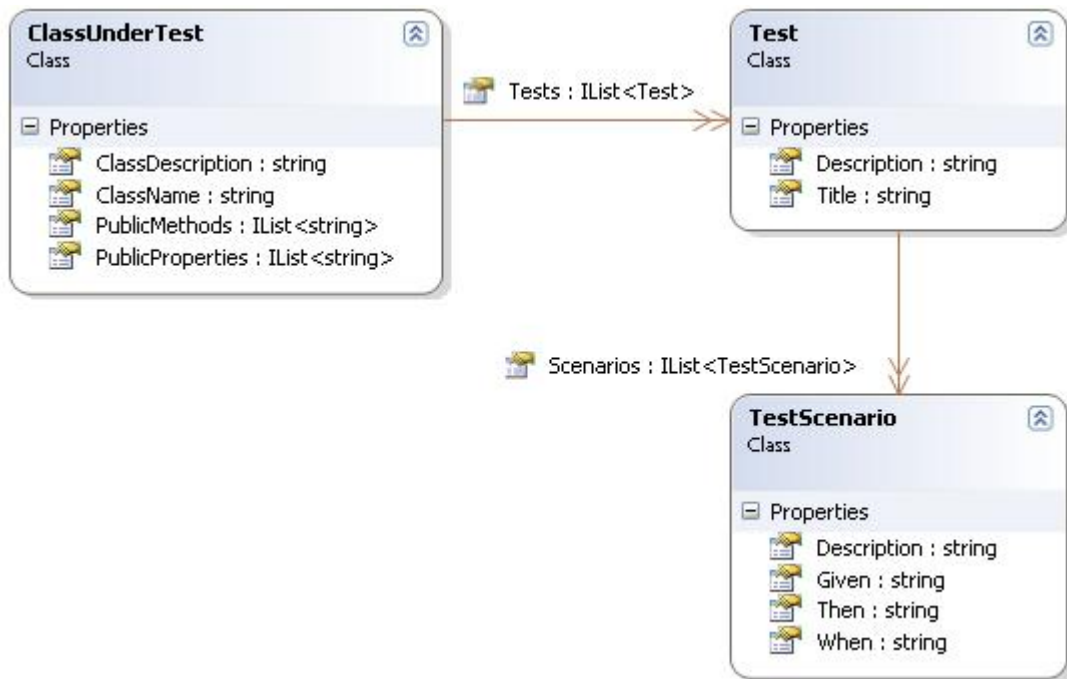 ClassUnderTest
Class
Properties
ClassDescription : string
ClassName : string
PublicMethods : IList<string>
PublicProperties : IList<string>
Tests : IList<Test>
Test
Class
Properties
Description : string
Title : string
Scenarios : IList<TestScenario>
TestScenario
Class
Properties
Description : string
Given : string
Then : string
When : string